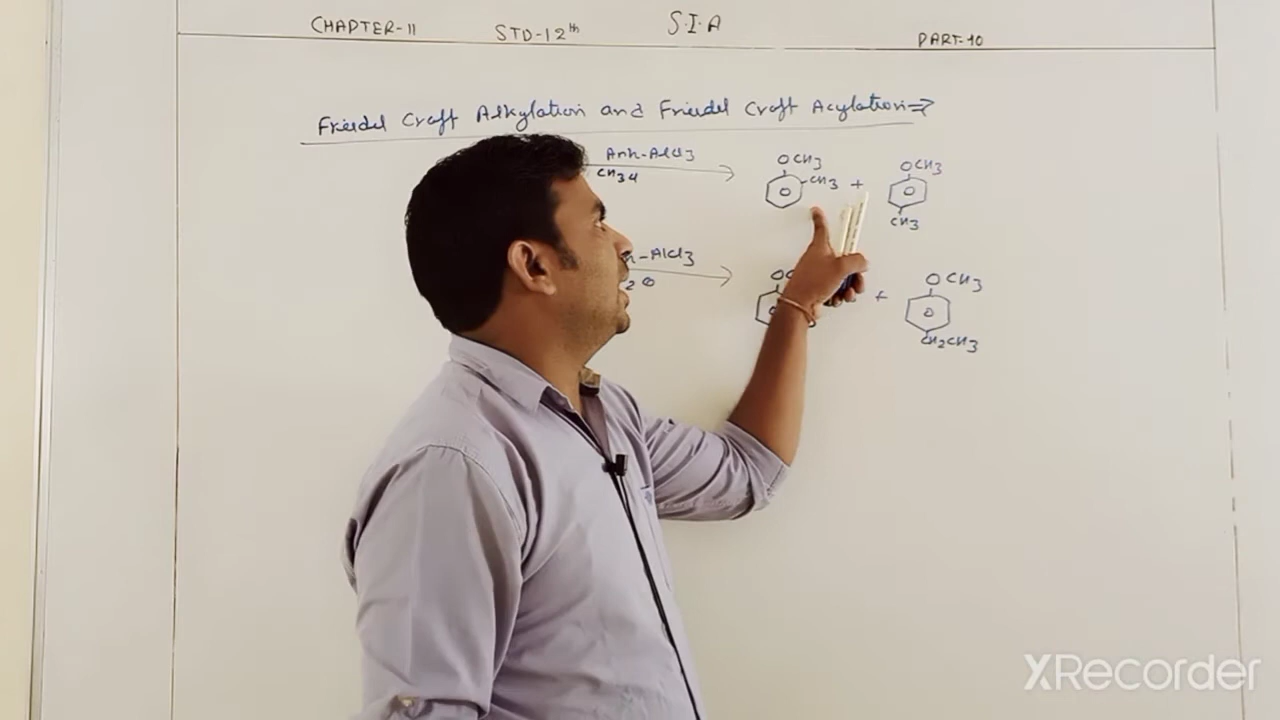 CHAPTER-11 STD-12th S.I.A PART-10
Friedel Craft Alkylation and Friedel Craft Acylation⇒
Anh-AlCl3
CH3Cl
OCH3 OCH3
CH3 +
CH3
-AlCl3
OCH3
+
CH2CH3
XRecorder